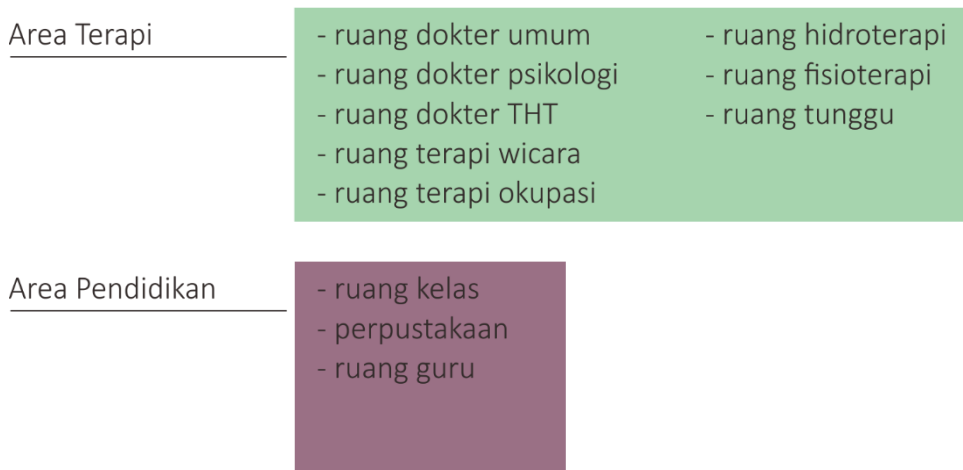 Area Terapi
- ruang dokter umum
- ruang dokter psikologi
- ruang dokter THT
- ruang terapi wicara
- ruang terapi okupasi
- ruang hidroterapi
- ruang fisioterapi
- ruang tunggu
Area Pendidikan
- ruang kelas
- perpustakaan
- ruang guru